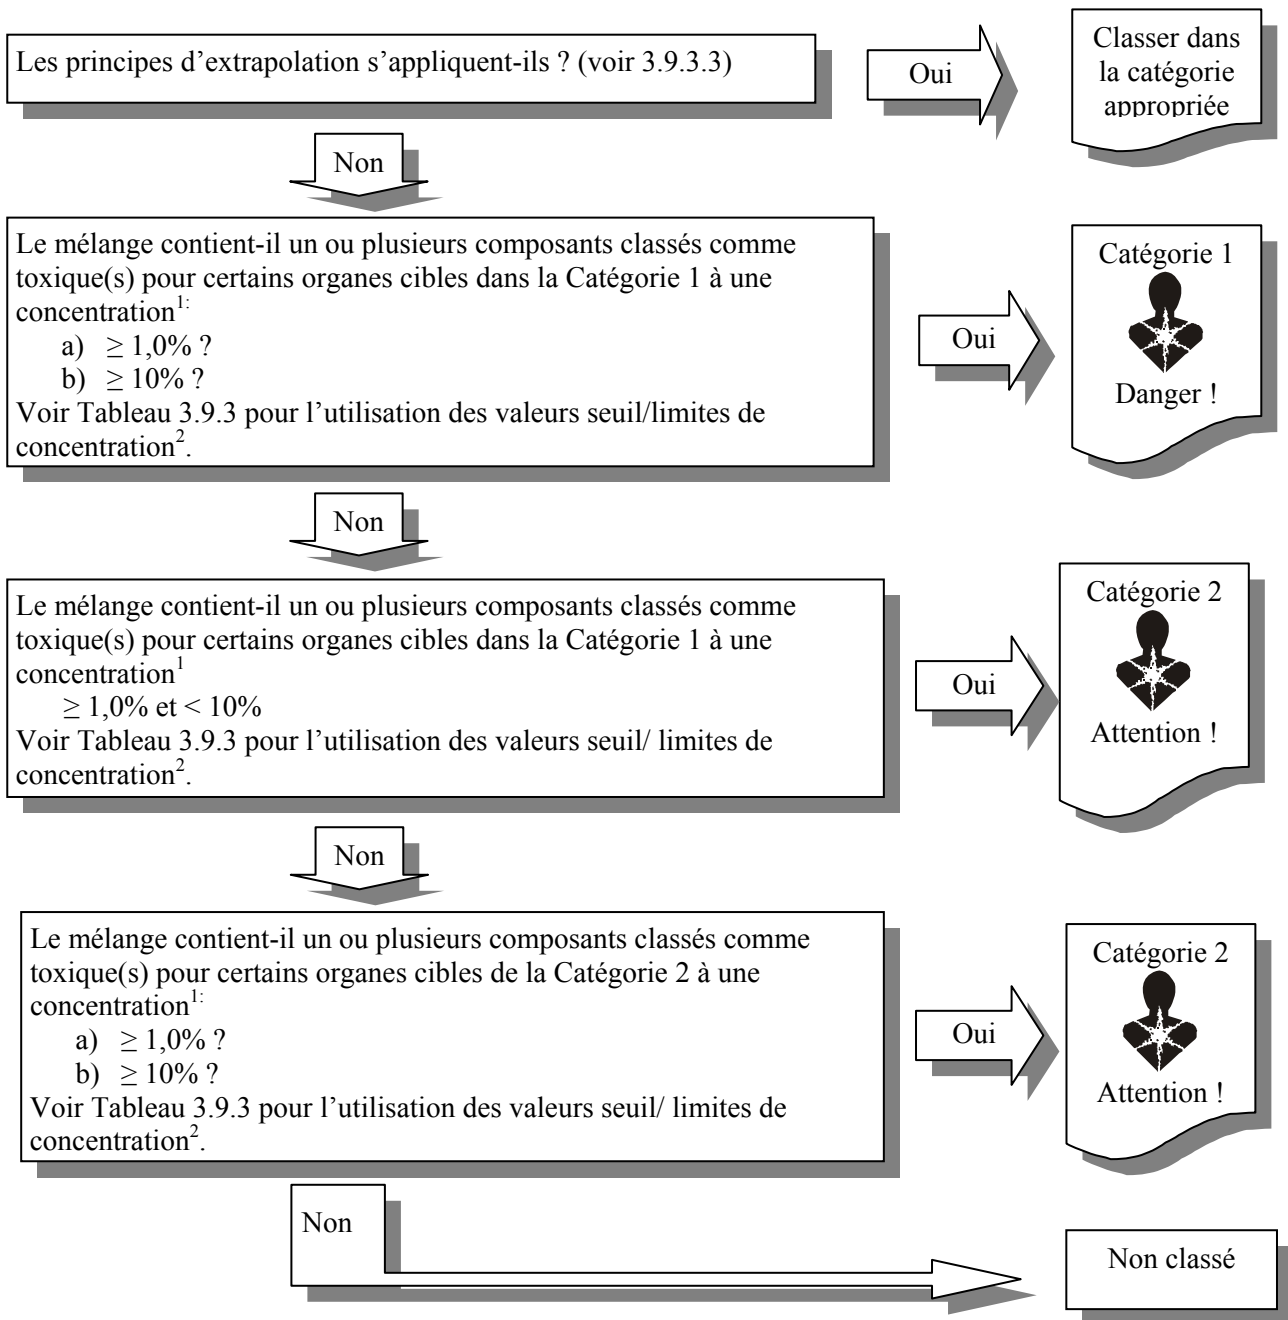 Les principes d'extrapolation s'appliquent-ils ? (voir 3.9.3.3)
Oui
Classer dans
la catégorie
appropriée
Non
Le mélange contient-il un ou plusieurs composants classés comme
toxique(s) pour certains organes cibles dans la Catégorie 1 à une
concentration¹:
a) ≥ 1,0% ?
b) ≥ 10% ?
Voir Tableau 3.9.3 pour l'utilisation des valeurs seuil/limites de
concentration².
Oui
Catégorie 1
Danger !
Non
Le mélange contient-il un ou plusieurs composants classés comme
toxique(s) pour certains organes cibles dans la Catégorie 1 à une
concentration¹
≥ 1,0% et < 10%
Voir Tableau 3.9.3 pour l'utilisation des valeurs seuil/ limites de
concentration².
Oui
Catégorie 2
Attention !
Non
Le mélange contient-il un ou plusieurs composants classés comme
toxique(s) pour certains organes cibles de la Catégorie 2 à une
concentration¹:
a) ≥ 1,0% ?
b) ≥ 10% ?
Voir Tableau 3.9.3 pour l'utilisation des valeurs seuil/ limites de
concentration².
Oui
Catégorie 2
Attention !
Non
Non classé